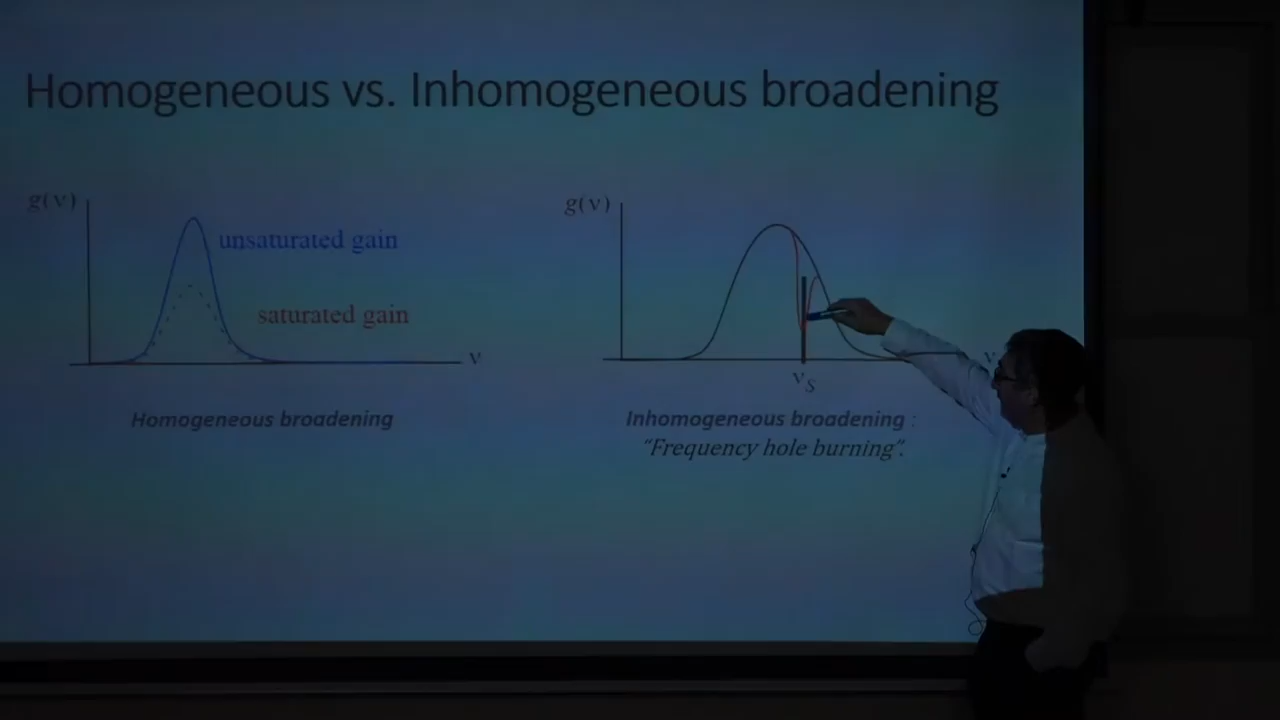 Homogeneous vs. Inhomogeneous broadening
g(ν)
unsaturated gain
saturated gain
ν
Homogeneous broadening
g(ν)
ν
νS
Inhomogeneous broadening :
“Frequency hole burning”.